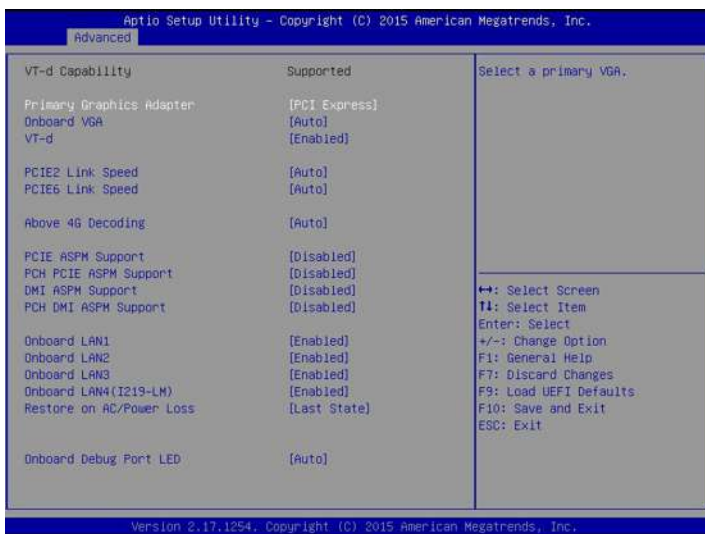 Aptio Setup Utility – Copyright (C) 2015 American Megatrends, Inc.
Advanced
VT-d Capability Supported
Primary Graphics Adapter [PCI Express]
Onboard VGA [Auto]
VT-d [Enabled]
PCIE2 Link Speed [Auto]
PCIE6 Link Speed [Auto]
Above 4G Decoding [Auto]
PCIE ASPM Support [Disabled]
PCH PCIE ASPM Support [Disabled]
DMI ASPM Support [Disabled]
PCH DMI ASPM Support [Disabled]
Onboard LAN1 [Enabled]
Onboard LAN2 [Enabled]
Onboard LAN3 [Enabled]
Onboard LAN4(I219-LM) [Enabled]
Restore on AC/Power Loss [Last State]
Onboard Debug Port LED [Auto]
Select a primary VGA.
↔: Select Screen
↑↓: Select Item
Enter: Select
+/-: Change Option
F1: General Help
F7: Discard Changes
F9: Load UEFI Defaults
F10: Save and Exit
ESC: Exit
Version 2.17.1254. Copyright (C) 2015 American Megatrends, Inc.